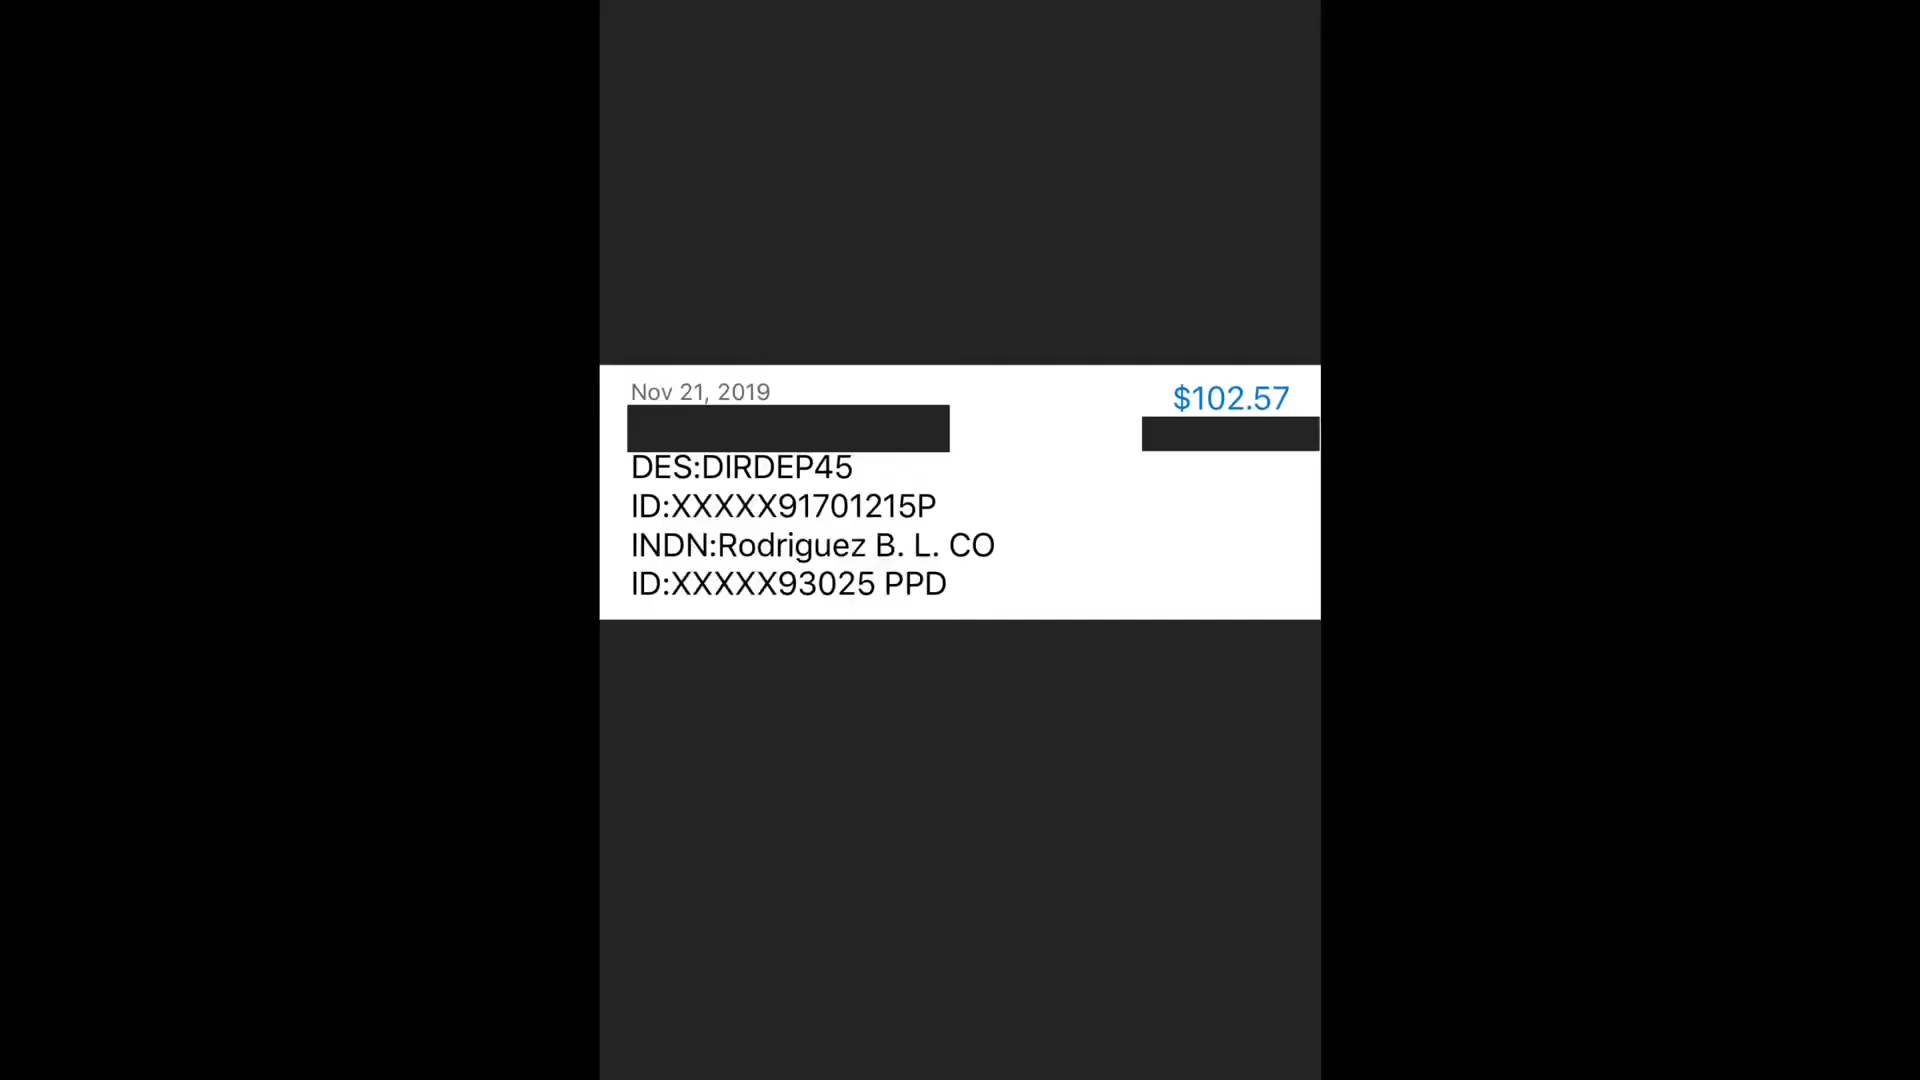 Nov 21, 2019
$102.57
DES:DIRDEP45
ID:XXXXX91701215P
INDN:Rodriguez B. L. CO
ID:XXXXX93025 PPD